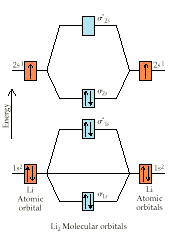 σ*2s
2s1 2s1
σ2s
Energy
σ*1s
1s2 1s2
σ1s
Li Li
Atomic Atomic
orbital orbitals
Li2 Molecular orbitals